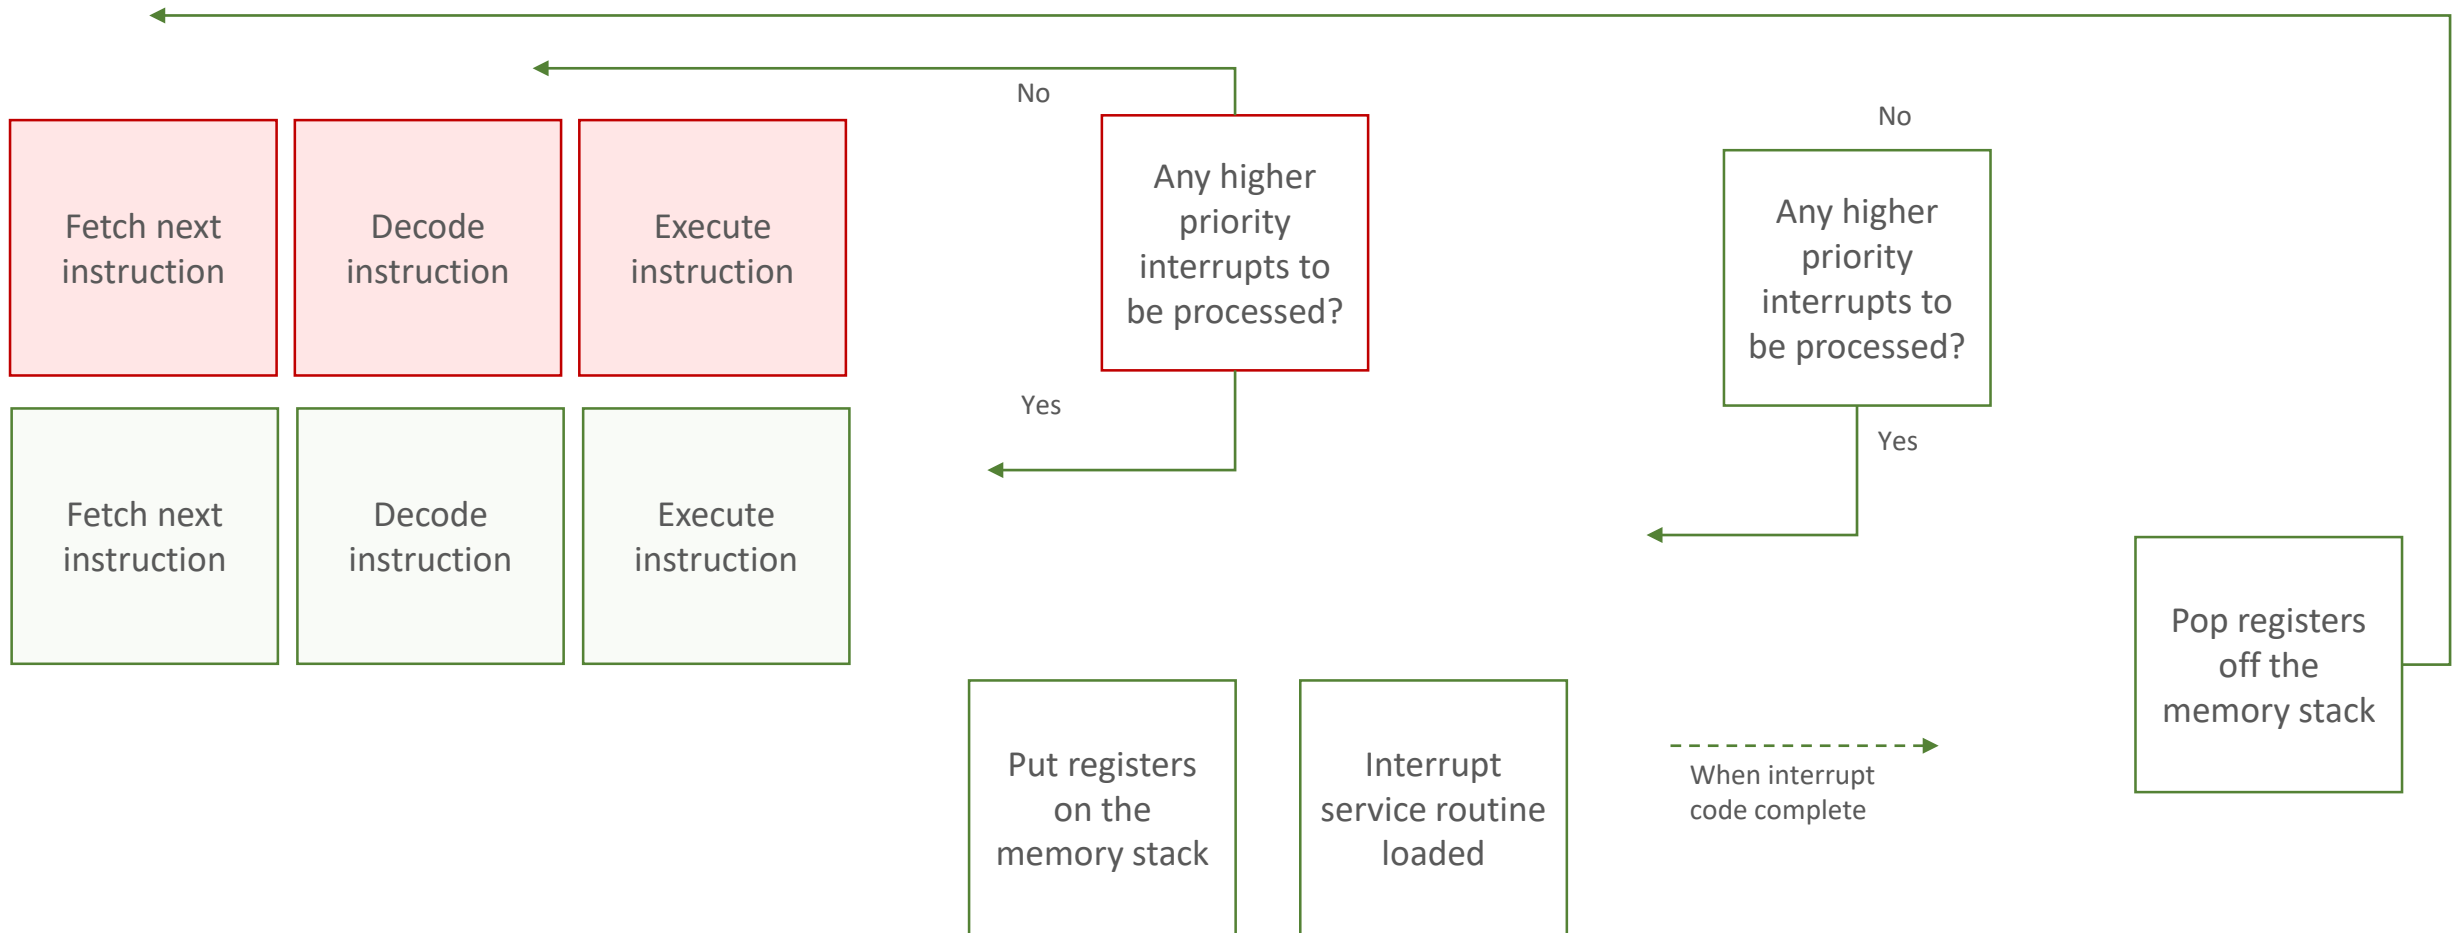 No
No
Fetch next
instruction
Decode
instruction
Execute
instruction
Any higher
priority
interrupts to
be processed?
Any higher
priority
interrupts to
be processed?
Yes
Yes
Fetch next
instruction
Decode
instruction
Execute
instruction
Pop registers
off the
memory stack
Put registers
on the
memory stack
Interrupt
service routine
loaded
When interrupt
code complete